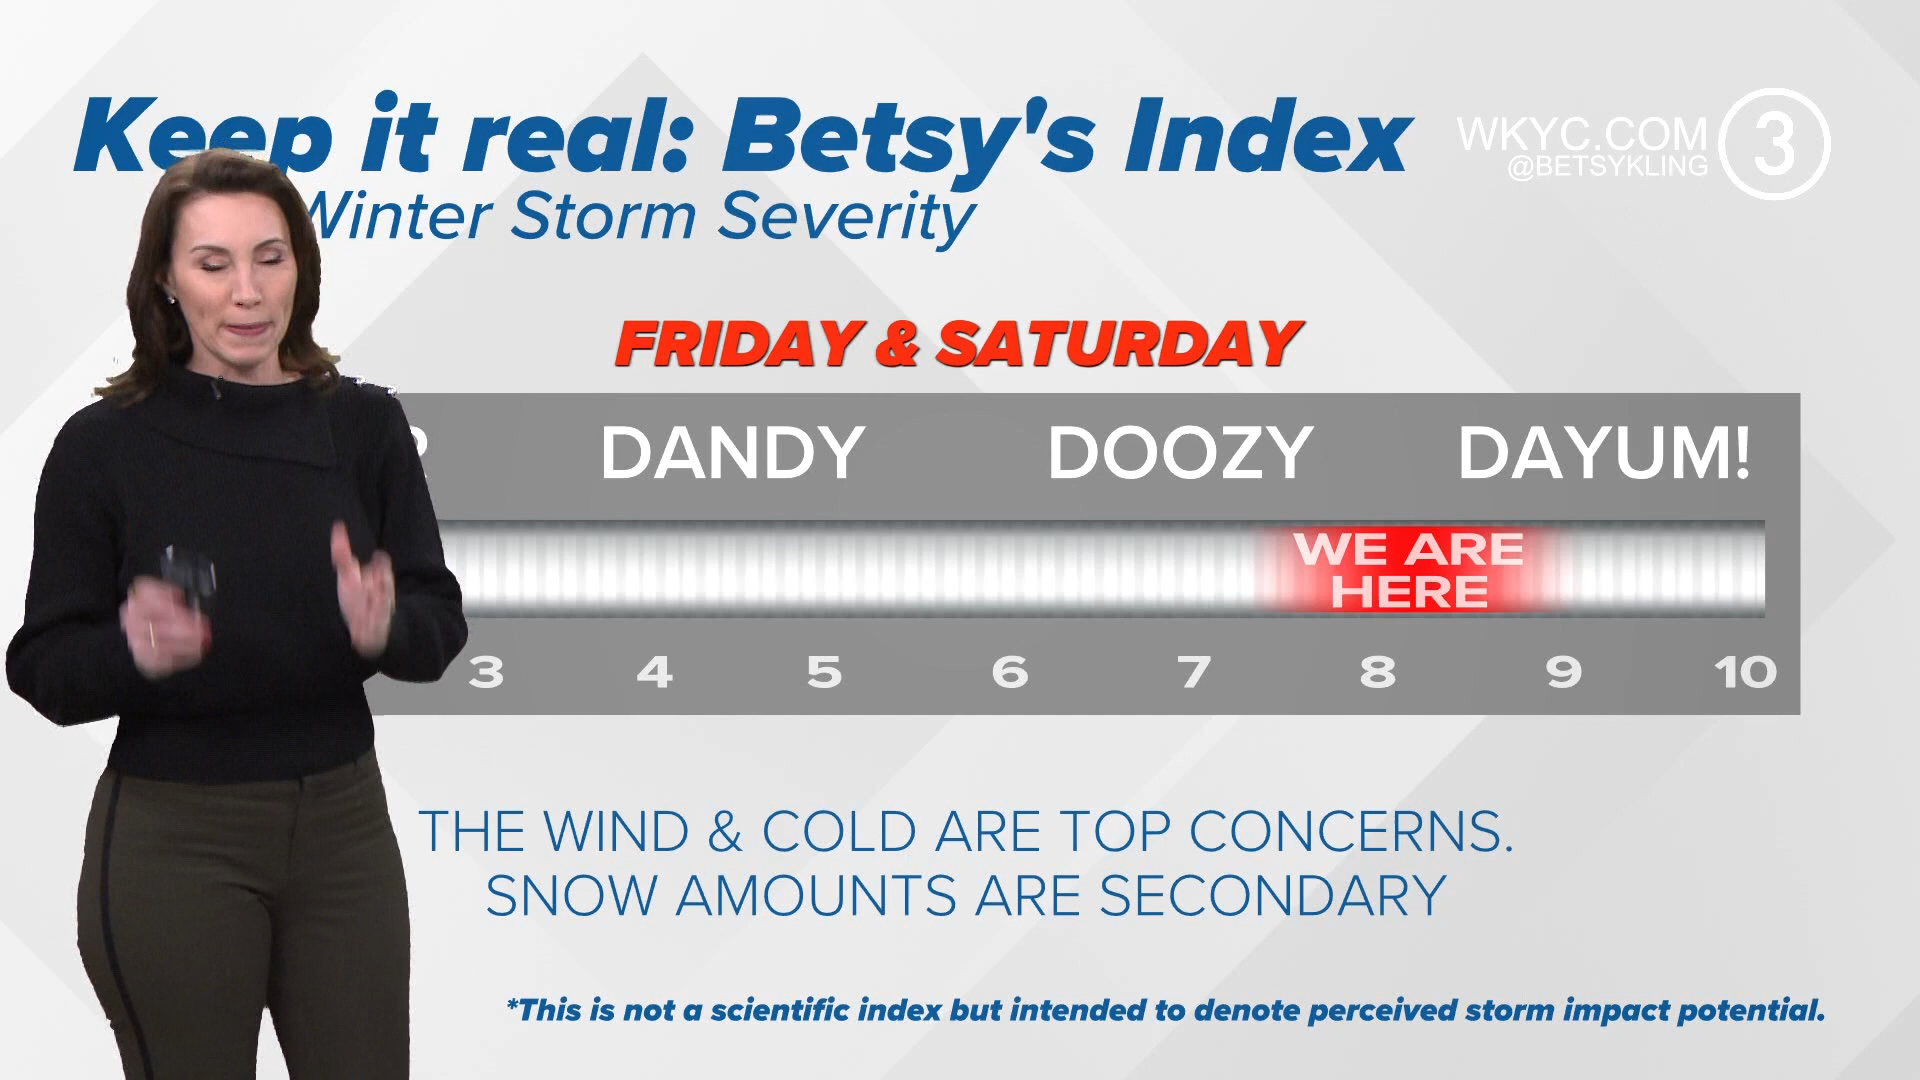 Keep it real: Betsy's Index
Winter Storm Severity
WKYC.COM
@BETSYKLING
3
FRIDAY & SATURDAY
DANDY DOOZY DAYUM!
WE ARE
HERE
3 4 5 6 7 8 9 10
THE WIND & COLD ARE TOP CONCERNS.
SNOW AMOUNTS ARE SECONDARY
*This is not a scientific index but intended to denote perceived storm impact potential.